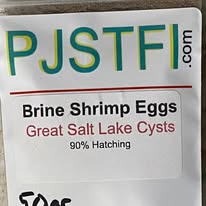 PJSTFI.com
Brine Shrimp Eggs
Great Salt Lake Cysts
90% Hatching